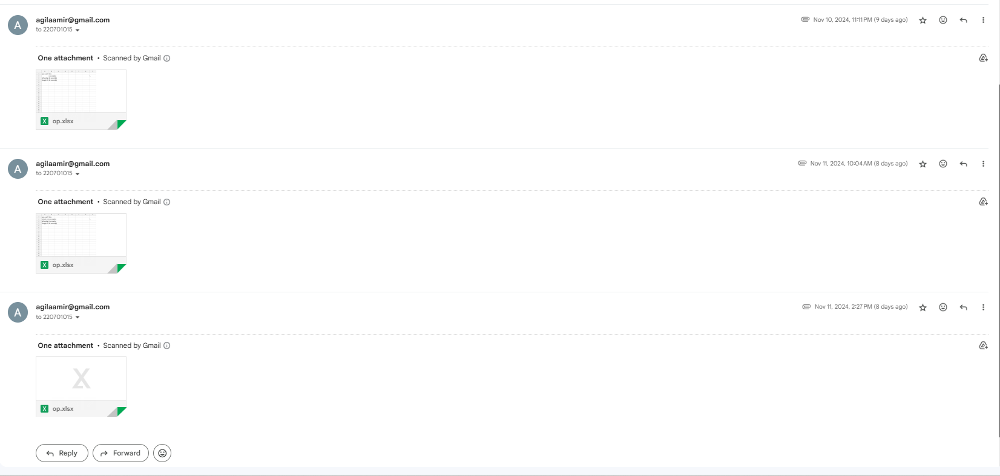 A
agilaamir@gmail.com
to 220701015
Nov 10, 2024, 11:11 PM (9 days ago)
One attachment • Scanned by Gmail
X op.xlsx
A
agilaamir@gmail.com
to 220701015
Nov 11, 2024, 10:04 AM (8 days ago)
One attachment • Scanned by Gmail
X op.xlsx
A
agilaamir@gmail.com
to 220701015
Nov 11, 2024, 2:27 PM (8 days ago)
One attachment • Scanned by Gmail
X
X op.xlsx
Reply Forward